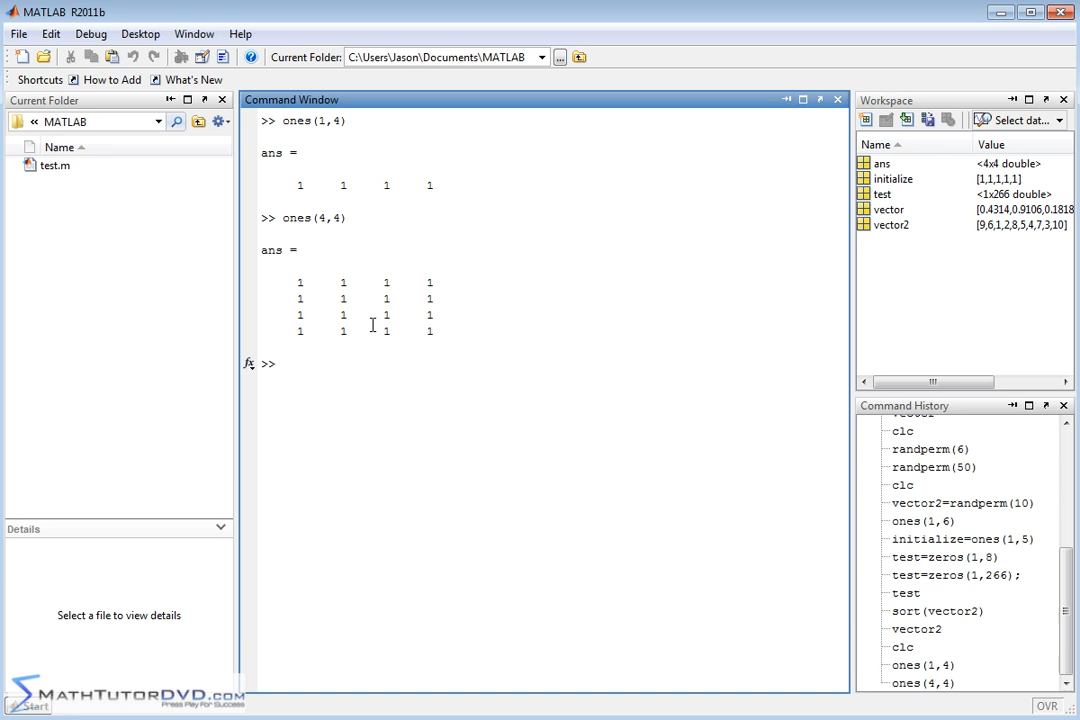 MATLAB R2011b
File Edit Debug Desktop Window Help
Current Folder: C:\Users\Jason\Documents\MATLAB ...
Shortcuts How to Add What's New
Current Folder
« MATLAB
Name
test.m
Details
Select a file to view details
MATHTUTORDVD.COM
Press Play For Success
Start
Command Window
>> ones(1,4)
ans =
1 1 1 1
>> ones(4,4)
ans =
1 1 1 1
1 1 1 1
1 1 1 1
1 1 1 1
fx >>
Workspace
Select dat...
Name Value
ans <4x4 double>
initialize [1,1,1,1,1]
test <1x266 double>
vector [0.4314,0.9106,0.1818
vector2 [9,6,1,2,8,5,4,7,3,10]
Command History
clc
randperm(6)
randperm(50)
clc
vector2=randperm(10)
ones(1,6)
initialize=ones(1,5)
test=zeros(1,8)
test=zeros(1,266);
test
sort(vector2)
vector2
clc
ones(1,4)
ones(4,4)
OVR